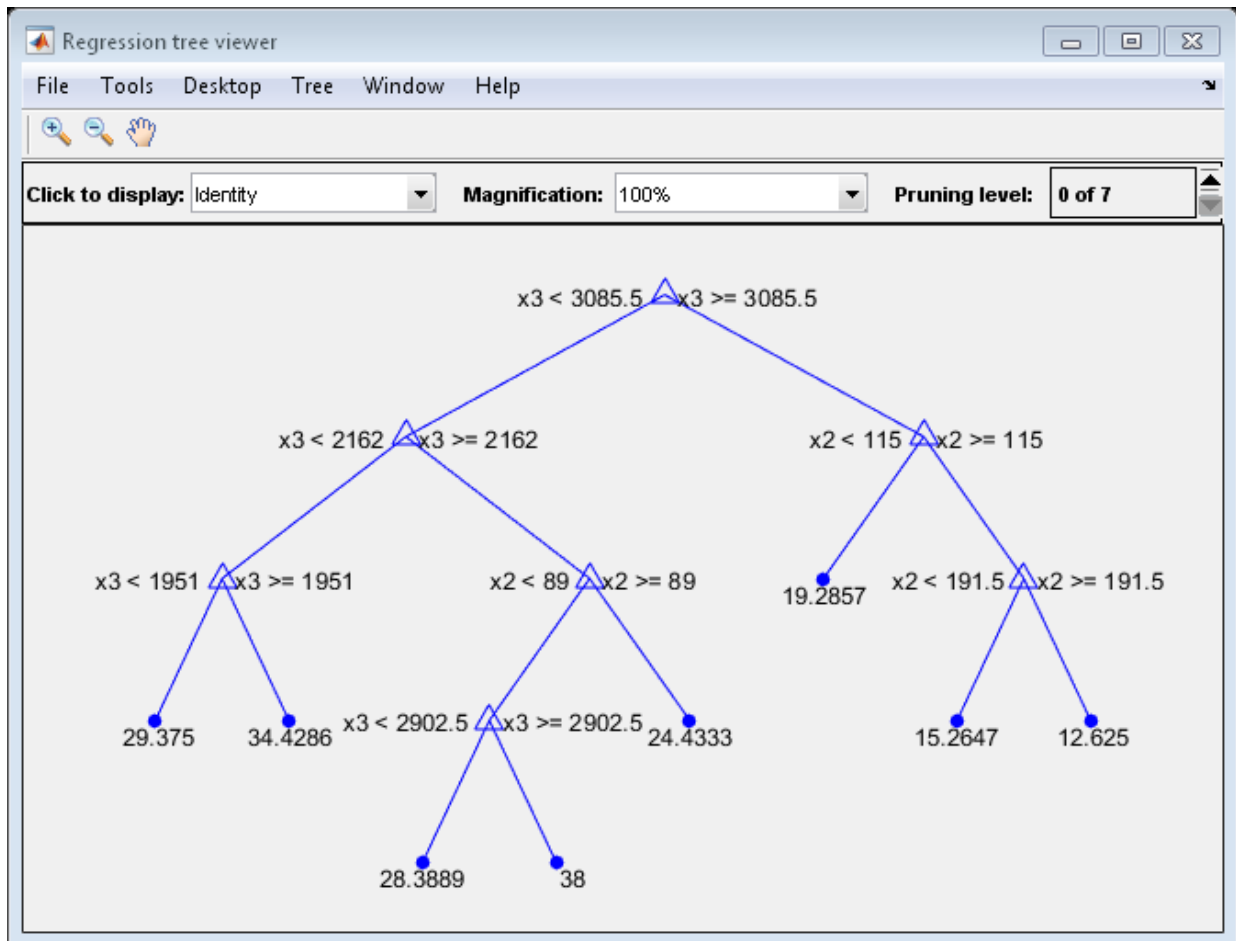 Regression tree viewer
File Tools Desktop Tree Window Help
Click to display: Identity Magnification: 100% Pruning level: 0 of 7
x3 < 3085.5 x3 >= 3085.5
x3 < 2162 x3 >= 2162 x2 < 115 x2 >= 115
x3 < 1951 x3 >= 1951 x2 < 89 x2 >= 89 19.2857 x2 < 191.5 x2 >= 191.5
29.375 34.4286 x3 < 2902.5 x3 >= 2902.5 24.4333 15.2647 12.625
28.3889 38